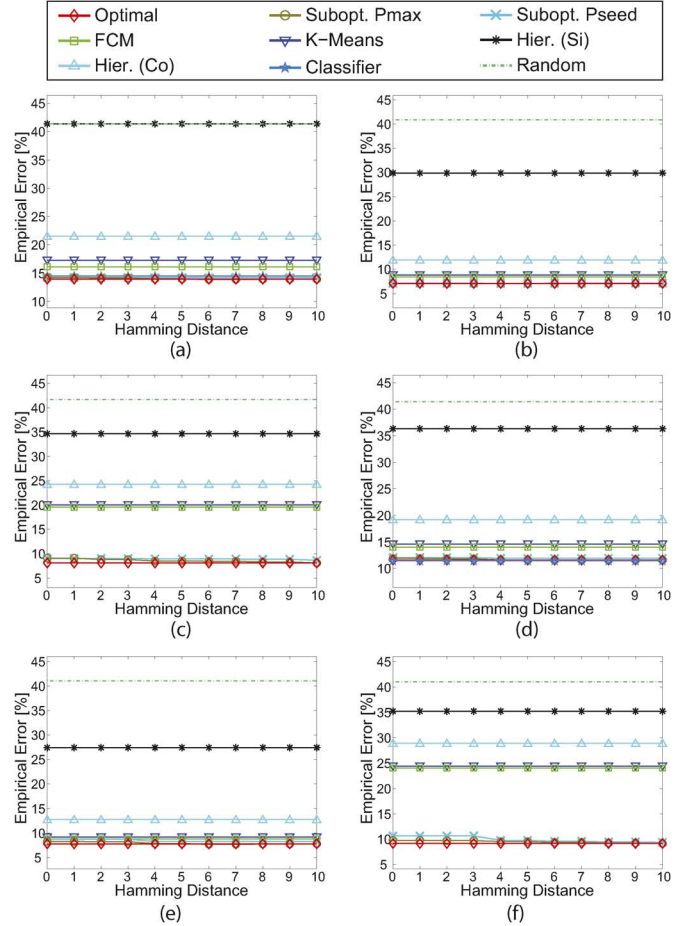 Optimal Subopt. Pmax Subopt. Pseed
FCM K-Means Hier. (Si)
Hier. (Co) Classifier Random
45
40
35
30
25
20
15
10
Empirical Error [%]
0 1 2 3 4 5 6 7 8 9 10
Hamming Distance
(a)
45
40
35
30
25
20
15
10
5
Empirical Error [%]
0 1 2 3 4 5 6 7 8 9 10
Hamming Distance
(b)
45
40
35
30
25
20
15
10
5
Empirical Error [%]
0 1 2 3 4 5 6 7 8 9 10
Hamming Distance
(c)
45
40
35
30
25
20
15
10
Empirical Error [%]
0 1 2 3 4 5 6 7 8 9 10
Hamming Distance
(d)
45
40
35
30
25
20
15
10
5
Empirical Error [%]
0 1 2 3 4 5 6 7 8 9 10
Hamming Distance
(e)
45
40
35
30
25
20
15
10
5
Empirical Error [%]
0 1 2 3 4 5 6 7 8 9 10
Hamming Distance
(f)